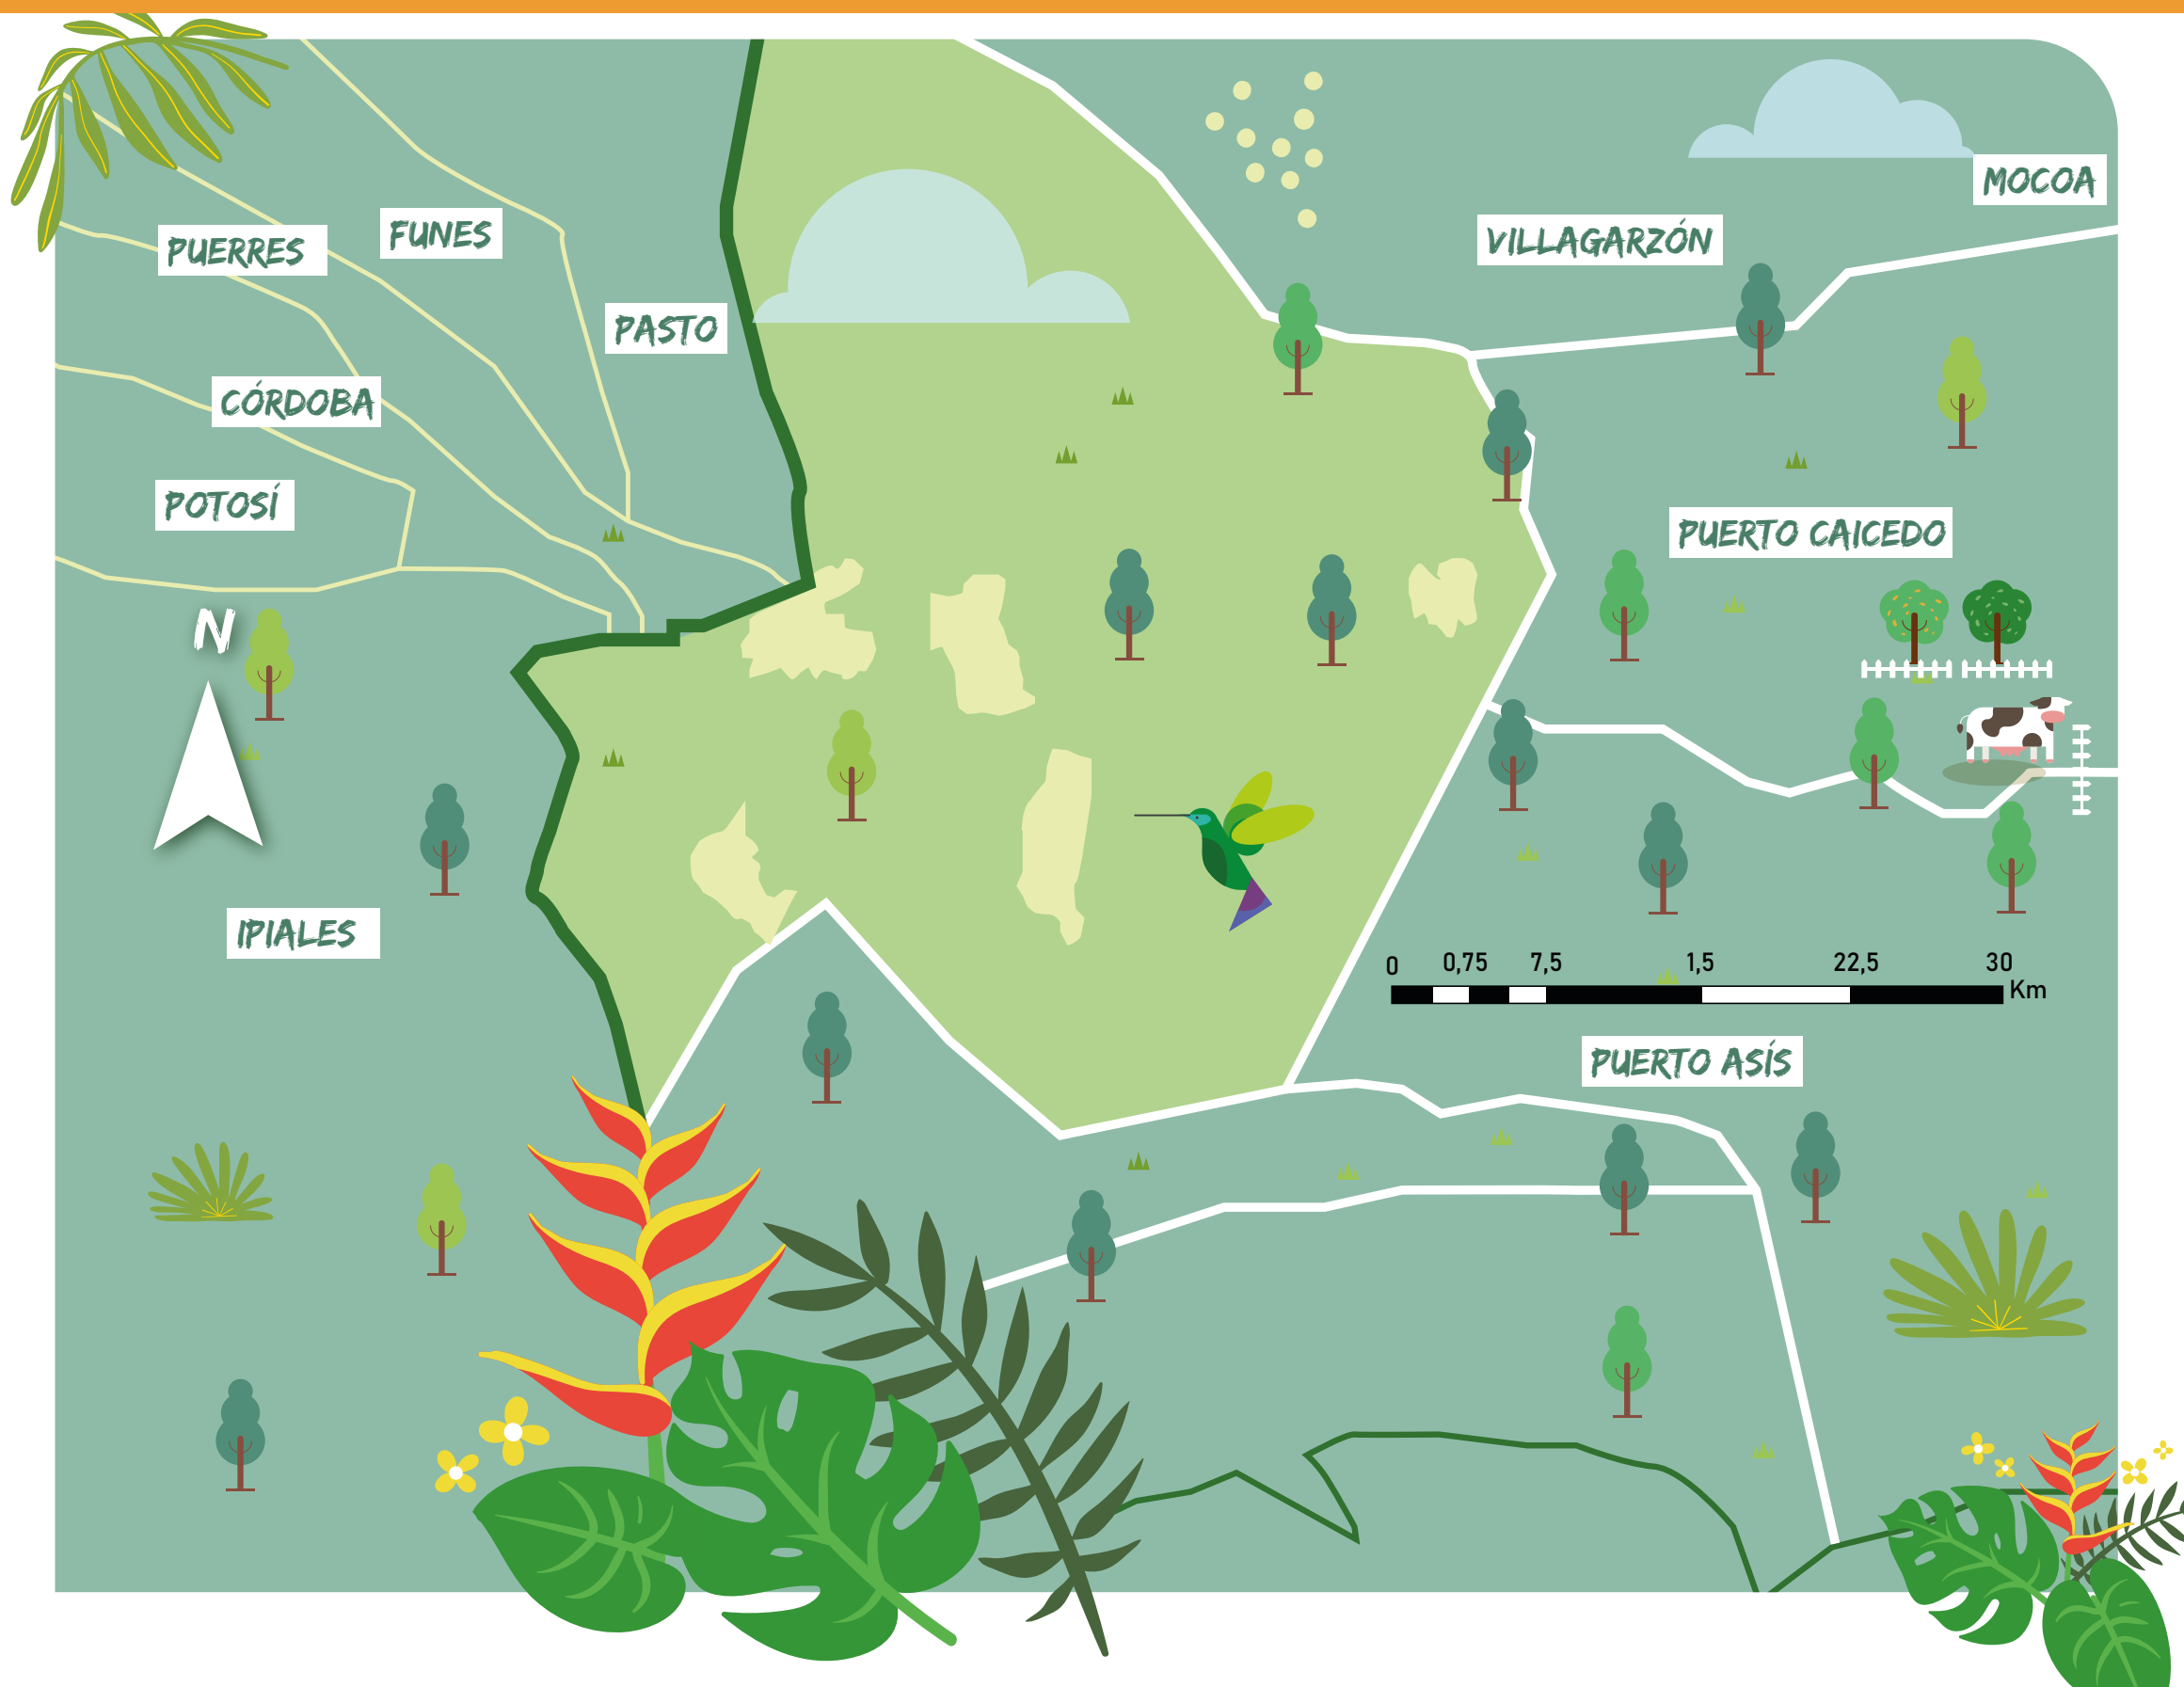 MOCOA
VILLAGARZÓN
FUNES
PUERRES
PASTO
CÓRDOBA
POTOSÍ
PUERTO CAICEDO
N
IPIALES
0 0,75 7,5 1,5 22,5 30
Km
PUERTO ASÍS